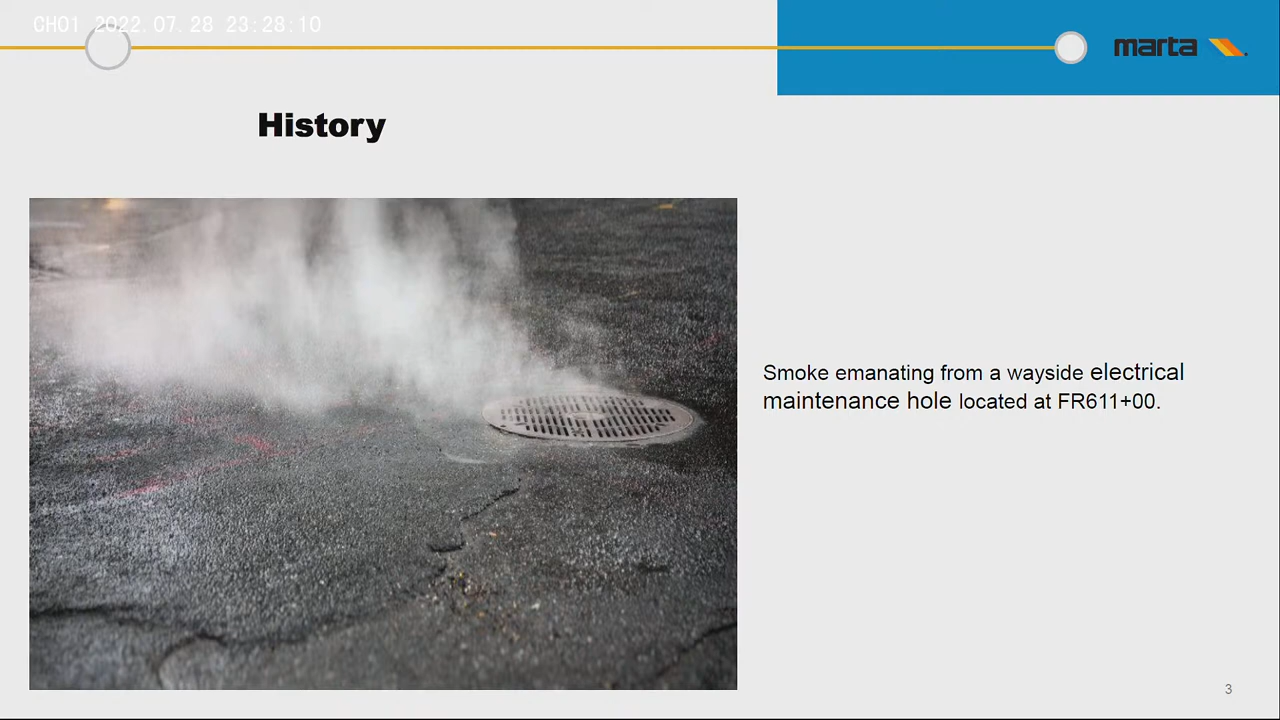 CH01 2022.07.28 23:28:10
marta
History
Smoke emanating from a wayside electrical
maintenance hole located at FR611+00.
3